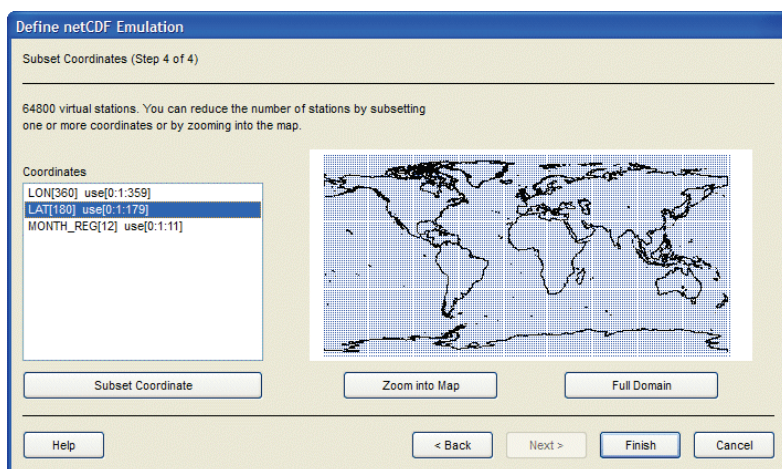 Define netCDF Emulation
Subset Coordinates (Step 4 of 4)
64800 virtual stations. You can reduce the number of stations by subsetting
one or more coordinates or by zooming into the map.
Coordinates
LON[360] use[0:1:359]
LAT[180] use[0:1:179]
MONTH_REG[12] use[0:1:11]
Subset Coordinate
Zoom into Map
Full Domain
Help
< Back
Next >
Finish
Cancel